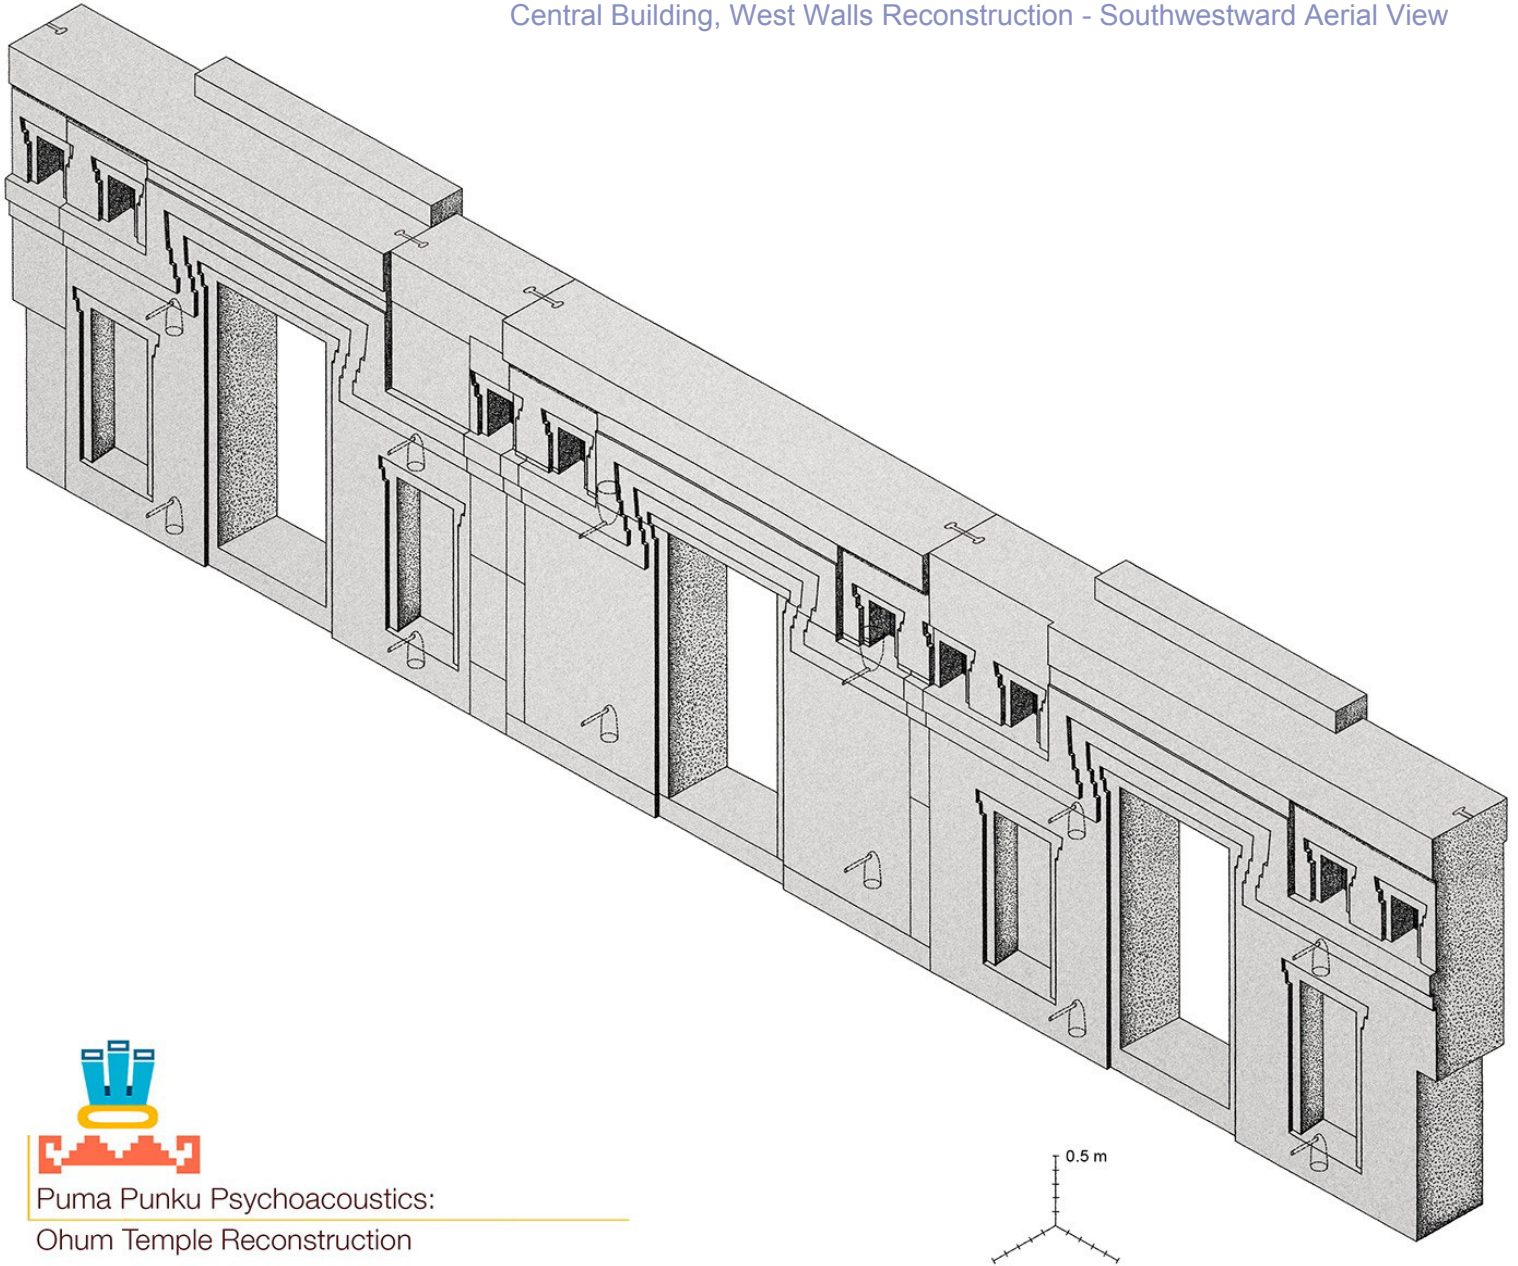 Central Building, West Walls Reconstruction - Southwestward Aerial View
0.5 m
Puma Punku Psychoacoustics:
Ohum Temple Reconstruction